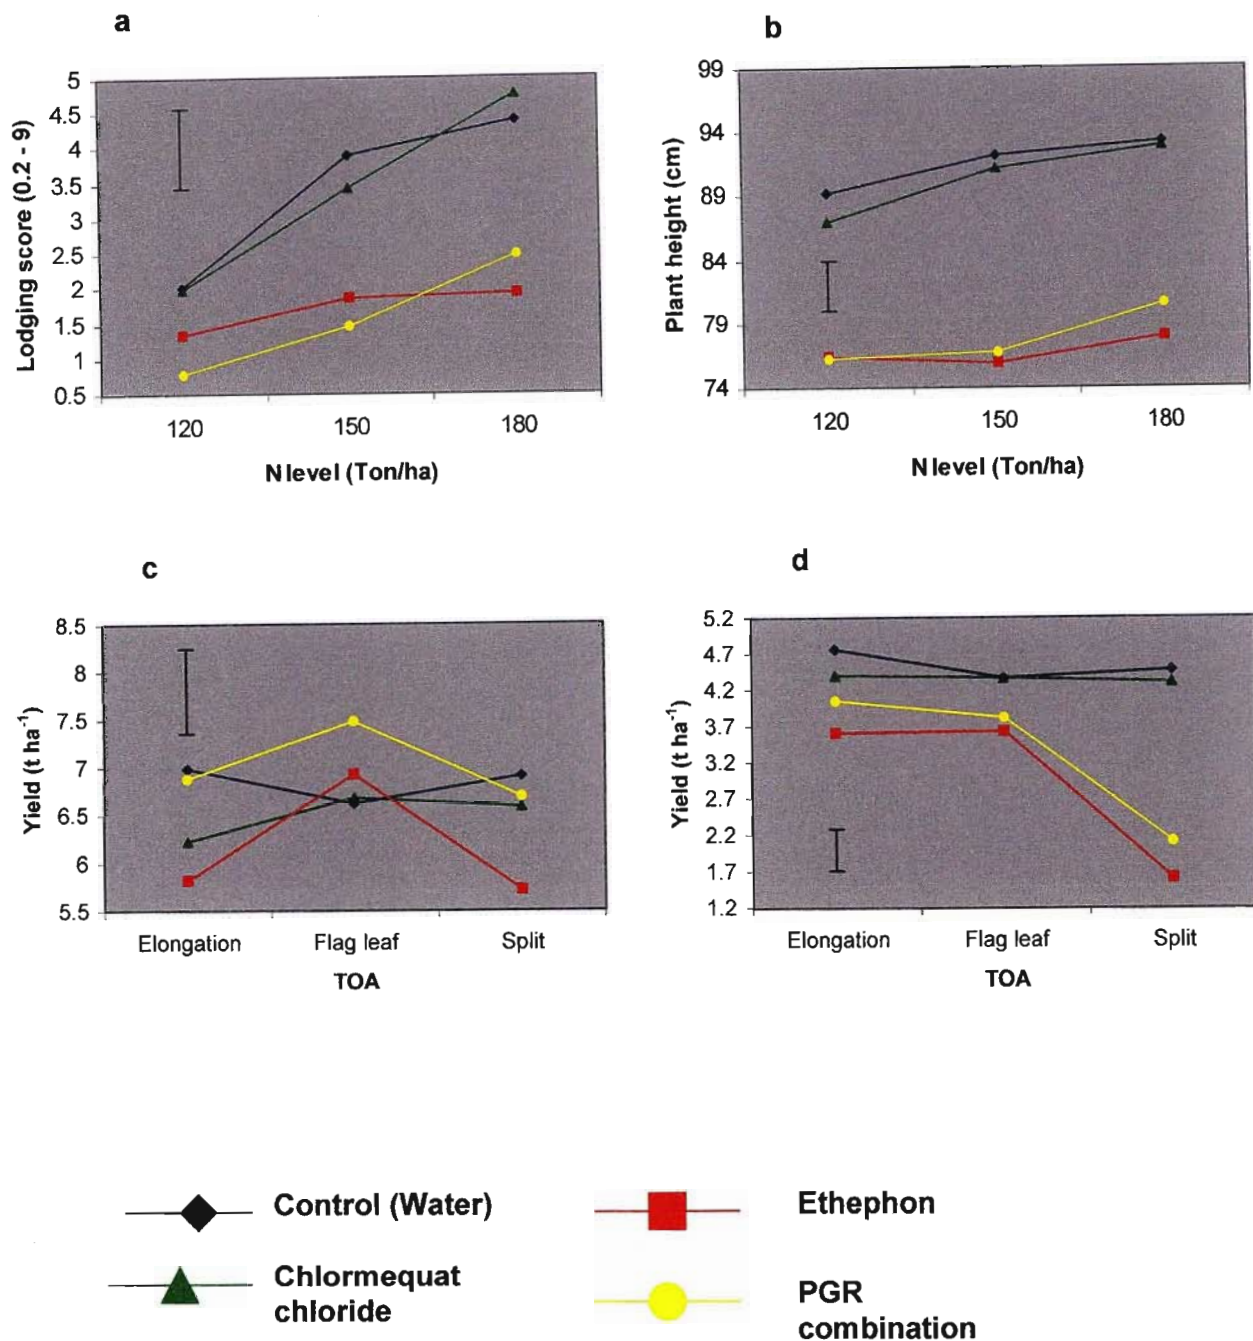 a
5
4.5
4
3.5
3
2.5
2
1.5
1
0.5
Lodging score (0.2 - 9)
120 150 180
N level (Ton/ha)
b
99
94
89
84
79
74
Plant height (cm)
120 150 180
N level (Ton/ha)
c
8.5
8
7.5
7
6.5
6
5.5
Yield (t ha⁻¹)
Elongation Flag leaf Split
TOA
d
5.2
4.7
4.2
3.7
3.2
2.7
2.2
1.7
1.2
Yield (t ha⁻¹)
Elongation Flag leaf Split
TOA
Control (Water)
Ethephon
Chlormequat
chloride
PGR
combination